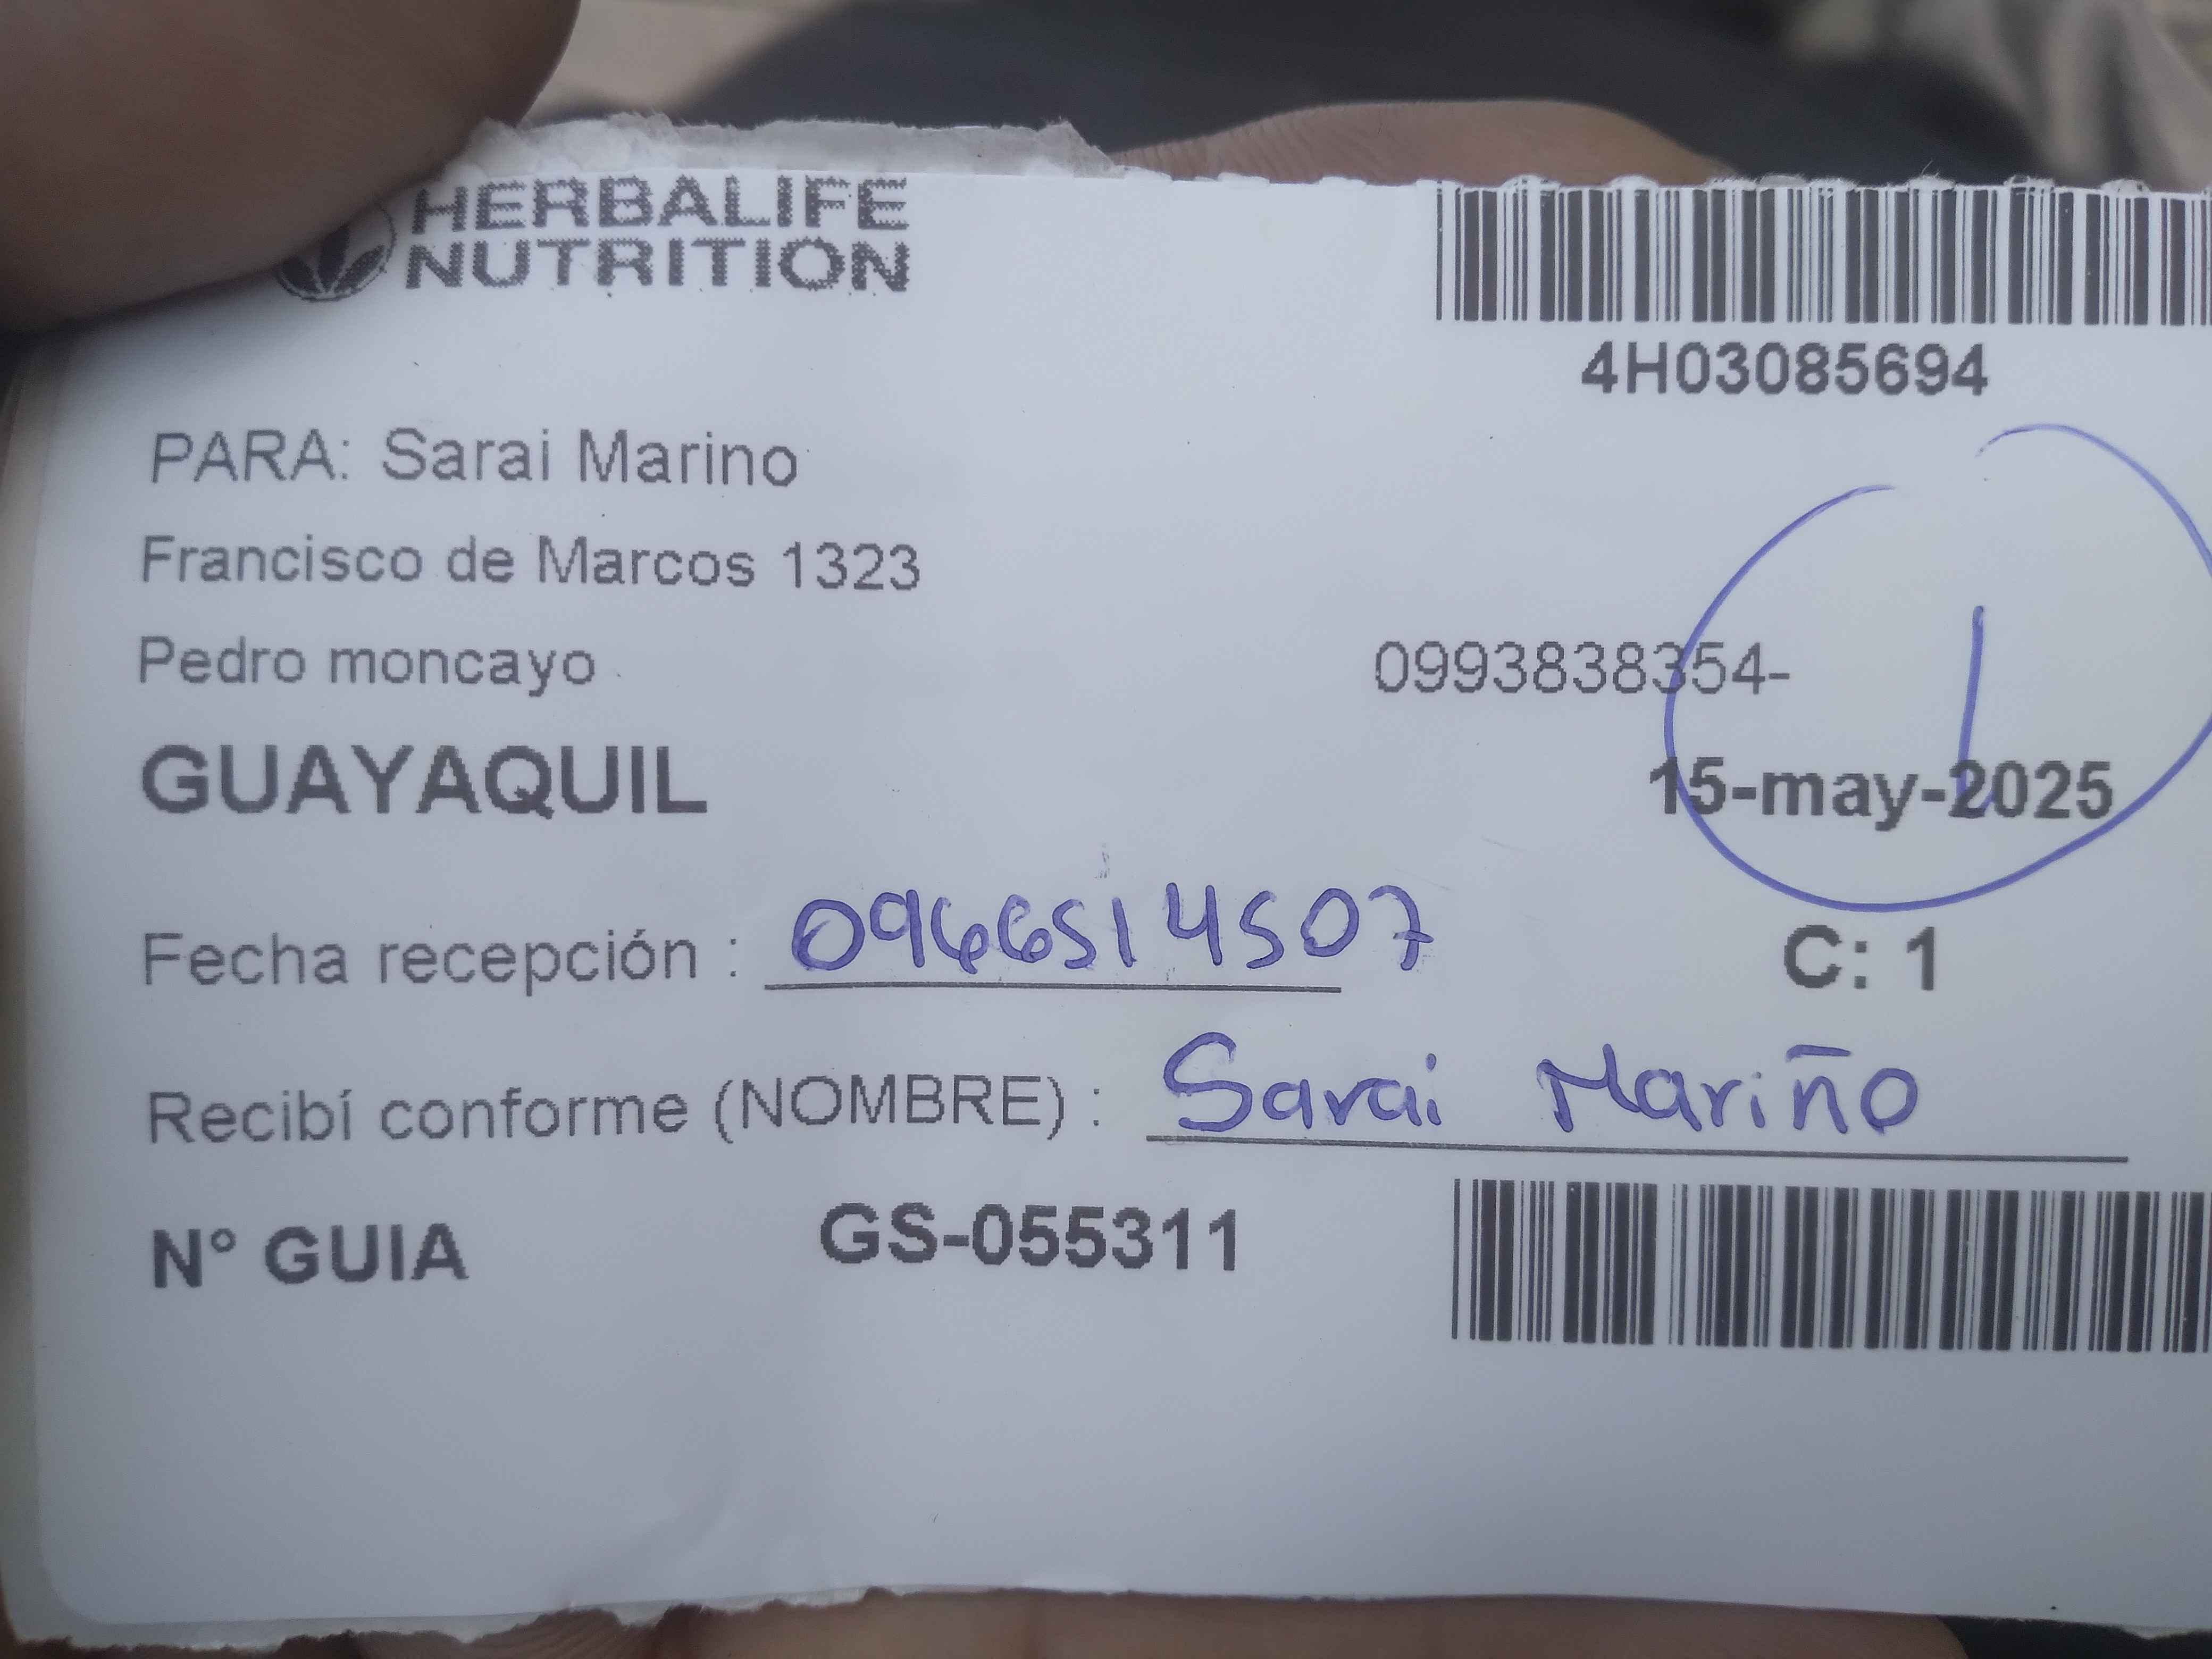 HERBALIFE
NUTRITION
4H03085694
PARA: Sarai Marino
Francisco de Marcos 1323
Pedro moncayo
0993838354-
1
GUAYAQUIL
15-may-2025
Fecha recepción : 0966514507
C: 1
Recibí conforme (NOMBRE) : Sarai Mariño
N° GUIA GS-055311